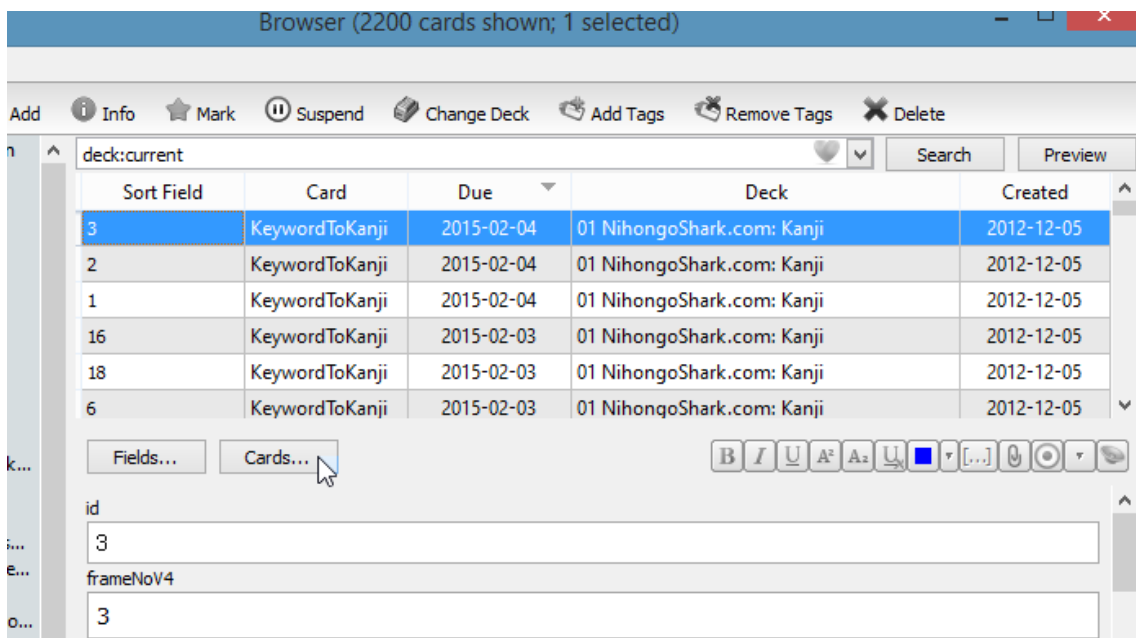 Browser (2200 cards shown; 1 selected)
Add Info Mark Suspend Change Deck Add Tags Remove Tags Delete
deck:current Search Preview
Sort Field Card Due Deck Created
3 KeywordToKanji 2015-02-04 01 NihongoShark.com: Kanji 2012-12-05
2 KeywordToKanji 2015-02-04 01 NihongoShark.com: Kanji 2012-12-05
1 KeywordToKanji 2015-02-04 01 NihongoShark.com: Kanji 2012-12-05
16 KeywordToKanji 2015-02-03 01 NihongoShark.com: Kanji 2012-12-05
18 KeywordToKanji 2015-02-03 01 NihongoShark.com: Kanji 2012-12-05
6 KeywordToKanji 2015-02-03 01 NihongoShark.com: Kanji 2012-12-05
k... Fields... Cards... B I U A² A₂ U [...]
id
3
e...
frameNoV4
3
o...